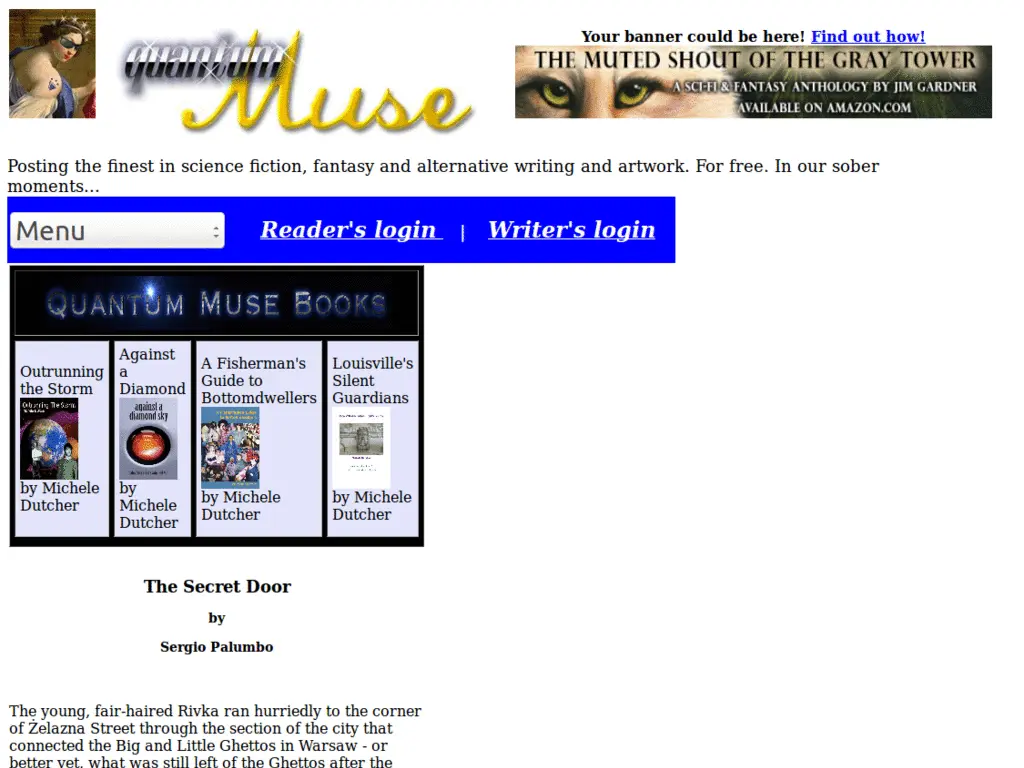 quantum
Muse
Your banner could be here! Find out how!
THE MUTED SHOUT OF THE GRAY TOWER
A SCI-FI & FANTASY ANTHOLOGY BY JIM GARDNER
AVAILABLE ON AMAZON.COM
Posting the finest in science fiction, fantasy and alternative writing and artwork. For free. In our sober
moments...
Menu
Reader's login | Writer's login
QUANTUM MUSE BOOKS
Outrunning
the Storm
Outrunning The Storm
by Michele
Dutcher
Against
a
Diamond
against a
diamond sky
by
Michele
Dutcher
A Fisherman's
Guide to
Bottomdwellers
by Michele
Dutcher
Louisville's
Silent
Guardians
by Michele
Dutcher
The Secret Door
by
Sergio Palumbo
The young, fair-haired Rivka ran hurriedly to the corner
of Żelazna Street through the section of the city that
connected the Big and Little Ghettos in Warsaw - or
better yet, what was still left of the Ghettos after the